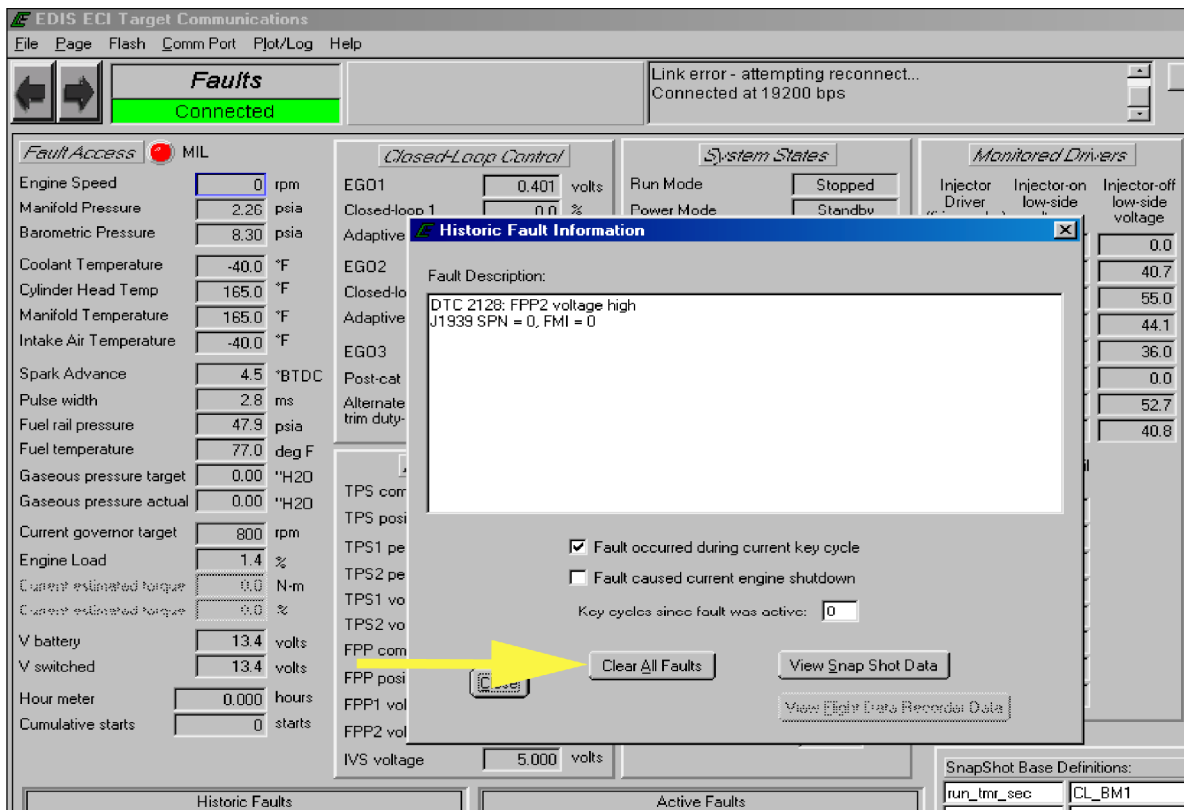 EDIS ECI Target Communications
File Page Flash Comm Port Plot/Log Help
Faults
Connected
Link error - attempting reconnect...
Connected at 19200 bps
Fault Access MIL
Engine Speed 0 rpm
Manifold Pressure 2.26 psia
Barometric Pressure 8.30 psia
Coolant Temperature -40.0 °F
Cylinder Head Temp 165.0 °F
Manifold Temperature 165.0 °F
Intake Air Temperature -40.0 °F
Spark Advance 4.5 °BTDC
Pulse width 2.8 ms
Fuel rail pressure 47.9 psia
Fuel temperature 77.0 deg F
Gaseous pressure target 0.00 "H2O
Gaseous pressure actual 0.00 "H2O
Current governor target 800 rpm
Engine Load 1.4 %
Current estimated torque 0.0 N-m
Current estimated torque 0.0 %
V battery 13.4 volts
V switched 13.4 volts
Hour meter 0.000 hours
Cumulative starts 0 starts
Closed-Loop Control
EGO1 0.401 volts
Closed-loop 1 0.0 %
Adaptive
EGO2
Closed-lo
Adaptive
EGO3
Post-cat
Alternate
trim duty-
TPS com
TPS posi
TPS1 pe
TPS2 pe
TPS1 vo
TPS2 vo
FPP com
FPP posi
FPP1 vol
FPP2 vol
IVS voltage 5.000 volts
System States
Run Mode Stopped
Power Mode Standby
Monitored Drivers
Injector Injector-on Injector-off
Driver low-side low-side
voltage
0.0
40.7
55.0
44.1
36.0
0.0
52.7
40.8
Historic Fault Information
Fault Description:
DTC 2128: FPP2 voltage high
J1939 SPN = 0, FMI = 0
Fault occurred during current key cycle
Fault caused current engine shutdown
Key cycles since fault was active: 0
Close
Clear All Faults
View Snap Shot Data
View Flight Data Recorder Data
Historic Faults
Active Faults
SnapShot Base Definitions:
run_tmr_sec CL_BM1